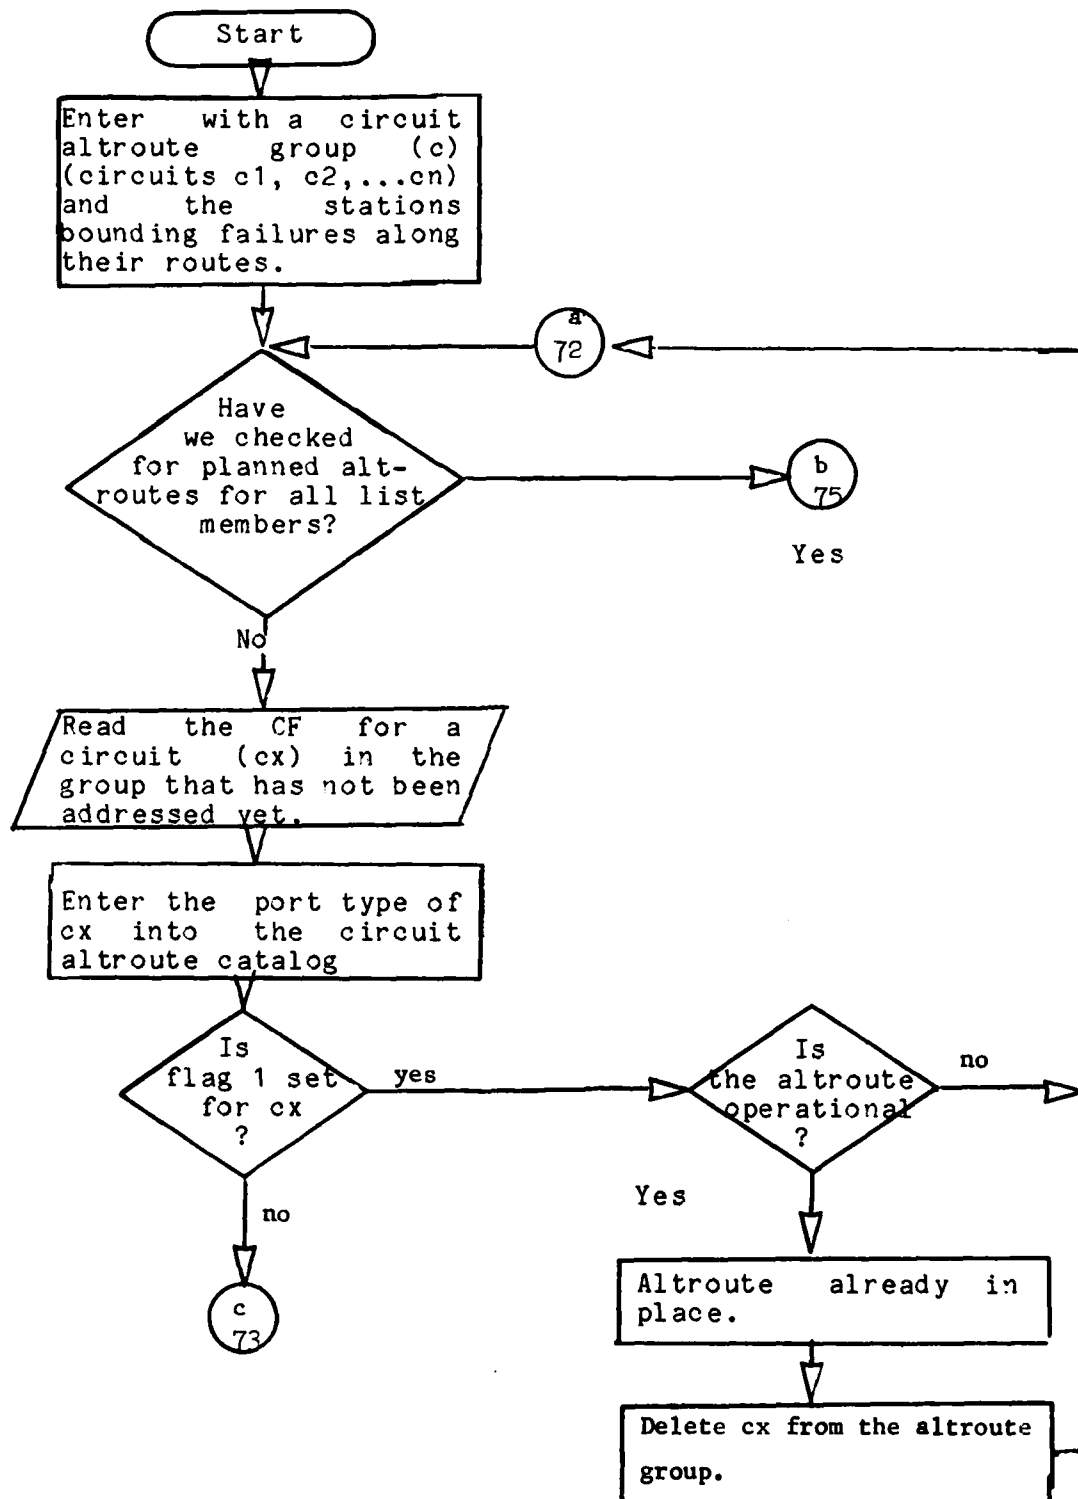 Start
Enter with a circuit
altroute group (c)
(circuits c1, c2,...cn)
and the stations
bounding failures along
their routes.
a
72
Have
we checked
for planned alt-
routes for all list
members?
b
75
Yes
No
Read the CF for a
circuit (cx) in the
group that has not been
addressed yet.
Enter the port type of
cx into the circuit
altroute catalog
Is
flag 1 set
for cx
?
yes
Is
the altroute
operational
?
no
no
Yes
c
73
Altroute already in
place.
Delete cx from the altroute
group.